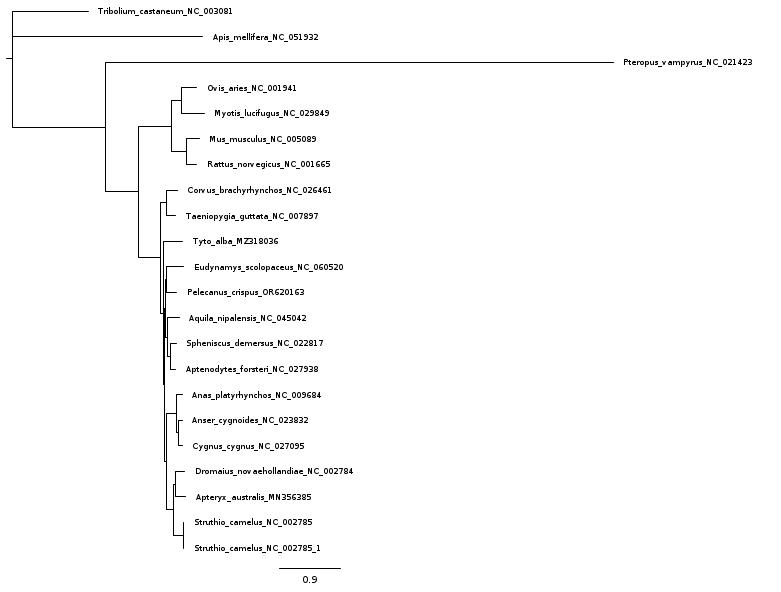 Tribolium_castaneum_NC_003081
Apis_mellifera_NC_051932
Pteropus_vampyrus_NC_021423
Ovis_aries_NC_001941
Myotis_lucifugus_NC_029849
Mus_musculus_NC_005089
Rattus_norvegicus_NC_001665
Corvus_brachyrhynchos_NC_026461
Taeniopygia_guttata_NC_007897
Tyto_alba_MZ318036
Eudynamys_scolopaceus_NC_060520
Pelecanus_crispus_OR620163
Aquila_nipalensis_NC_045042
Spheniscus_demersus_NC_022817
Aptenodytes_forsteri_NC_027938
Anas_platyrhynchos_NC_009684
Anser_cygnoides_NC_023832
Cygnus_cygnus_NC_027095
Dromaius_novaehollandiae_NC_002784
Apteryx_australis_MN356385
Struthio_camelus_NC_002785
Struthio_camelus_NC_002785_1
0.9